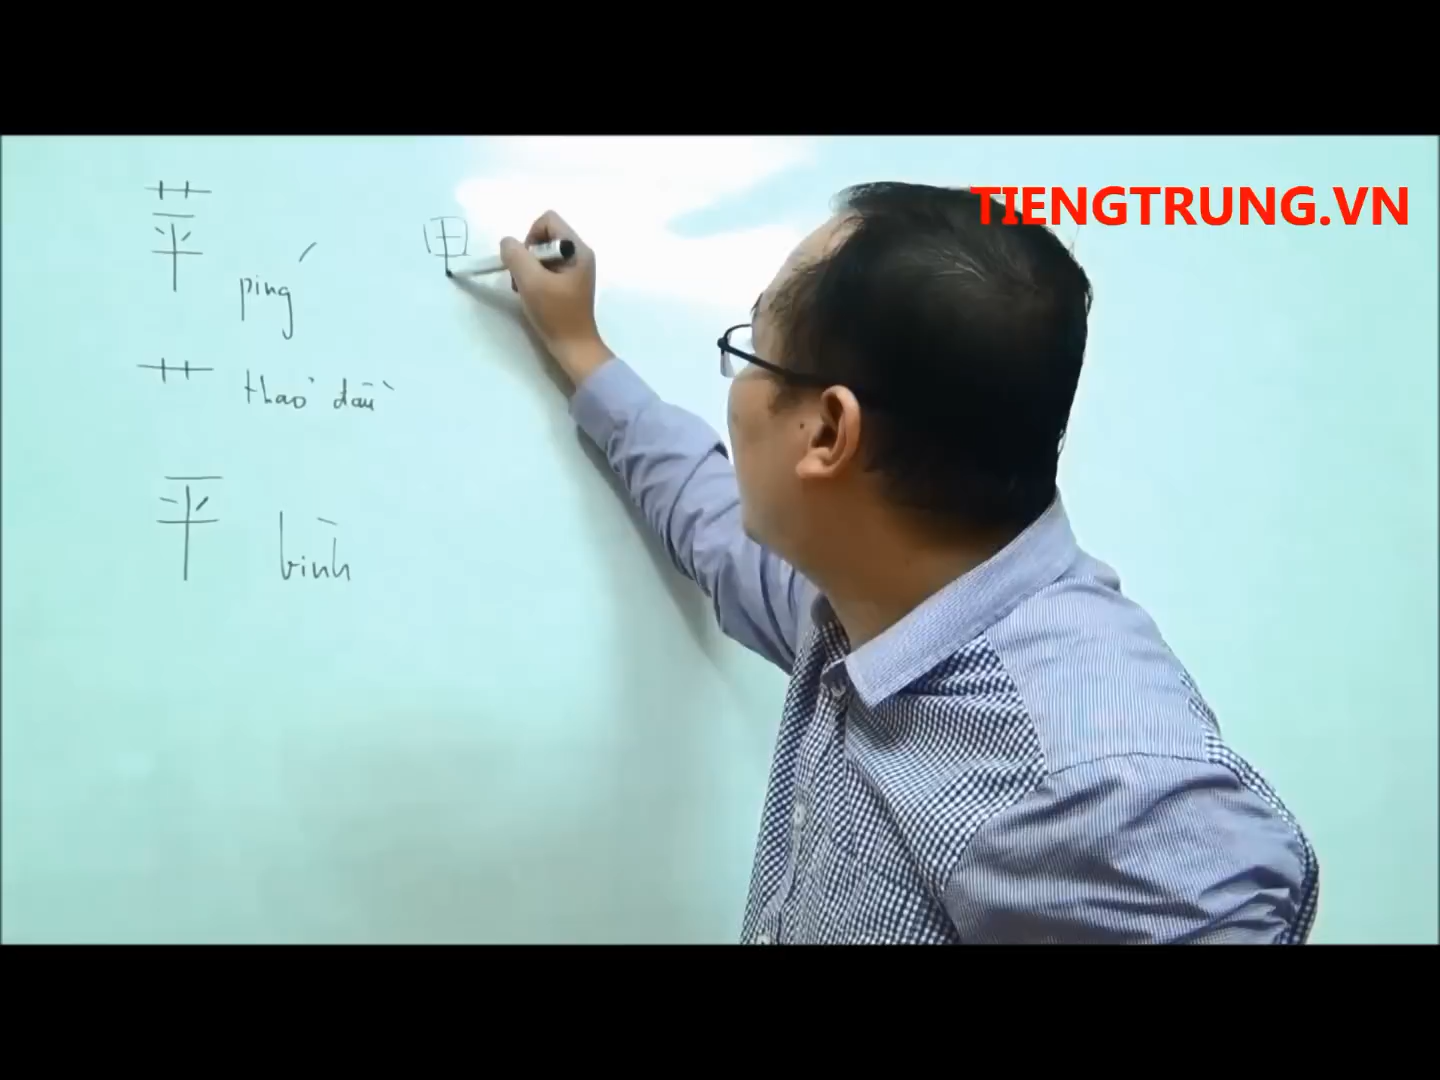 TIENGTRUNG.VN
苹
píng
艹 thảo đầu
平 bình